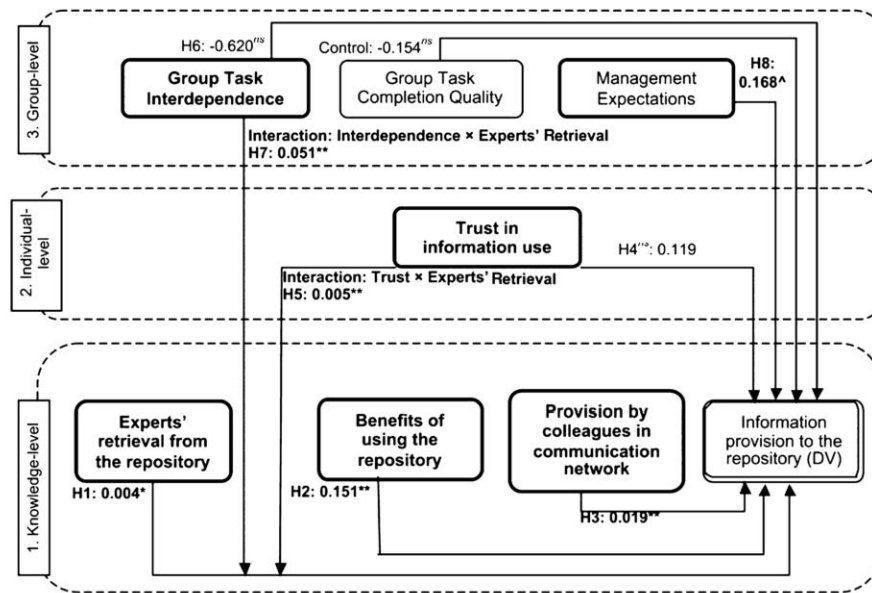 3. Group-level
H6: -0.620ns
Control: -0.154ns
H8:
0.168^
Group Task
Interdependence
Group Task
Completion Quality
Management
Expectations
Interaction: Interdependence × Experts' Retrieval
H7: 0.051**
2. Individual-
level
Trust in
information use
H4ns: 0.119
Interaction: Trust × Experts' Retrieval
H5: 0.005**
1. Knowledge-level
Experts'
retrieval from
the repository
H1: 0.004*
Benefits of
using the
repository
H2: 0.151**
Provision by
colleagues in
communication
network
H3: 0.019**
Information
provision to the
repository (DV)